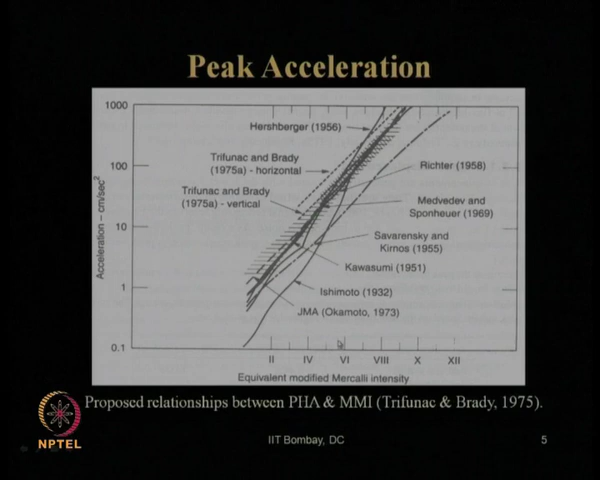 Peak Acceleration
1000
100
10
1
0.1
Acceleration – cm/sec²
Hershberger (1956)
Trifunac and Brady
(1975a) - horizontal
Trifunac and Brady
(1975a) - vertical
Richter (1958)
Medvedev and
Sponheuer (1969)
Savarensky and
Kirnos (1955)
Kawasumi (1951)
Ishimoto (1932)
JMA (Okamoto, 1973)
II IV VI VIII X XII
Equivalent modified Mercalli intensity
Proposed relationships between PHA & MMI (Trifunac & Brady, 1975).
NPTEL
IIT Bombay, DC
5